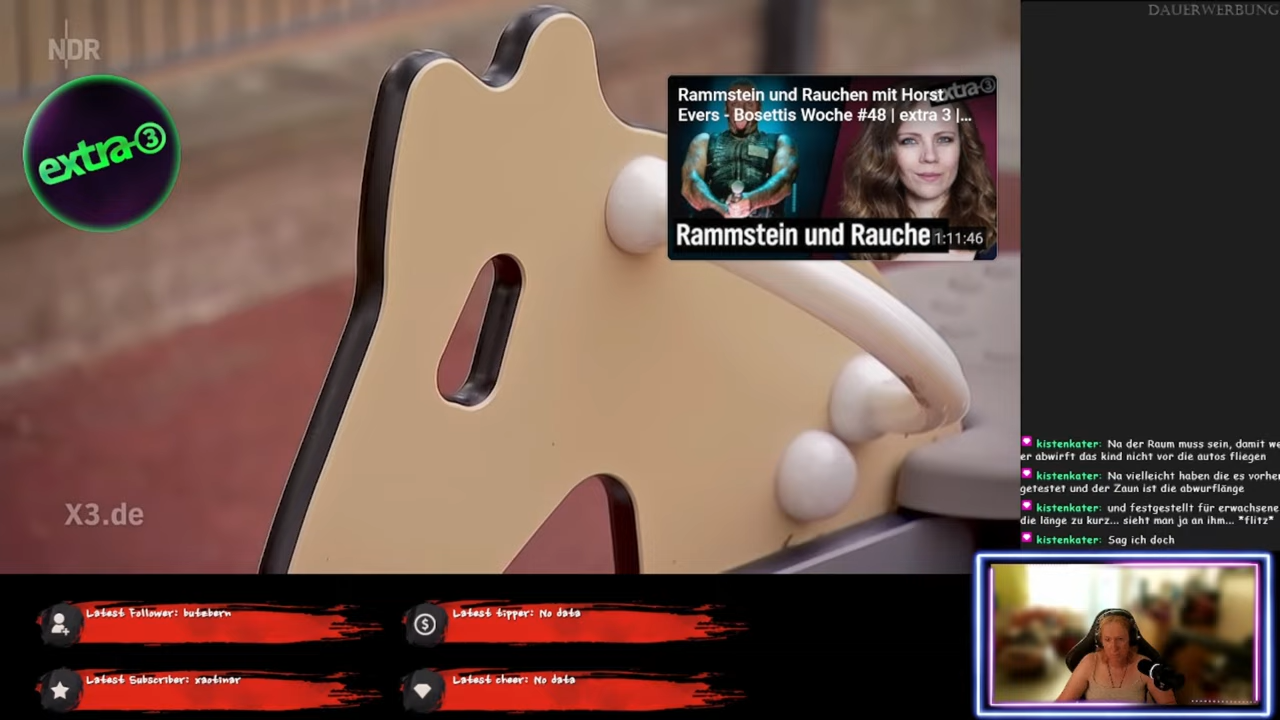 DAUERWERBUNG
NDR
extra 3
Rammstein und Rauchen mit Horst
Evers - Bosettis Woche #48 | extra 3 |...
extra 3
Rammstein und Rauche
1:11:46
X3.de
kistenkater: Na der Raum muss sein, damit we
er abwirft das kind nicht vor die autos fliegen
kistenkater: Na vielleicht haben die es vorher
getestet und der Zaun ist die abwurflänge
kistenkater: und festgestellt für erwachsene
die länge zu kurz... sieht man ja an ihm... *flitz*
kistenkater: Sag ich doch
Latest Follower: butebern
Latest tipper: No data
Latest Subscriber: xaotinar
Latest cheer: No data